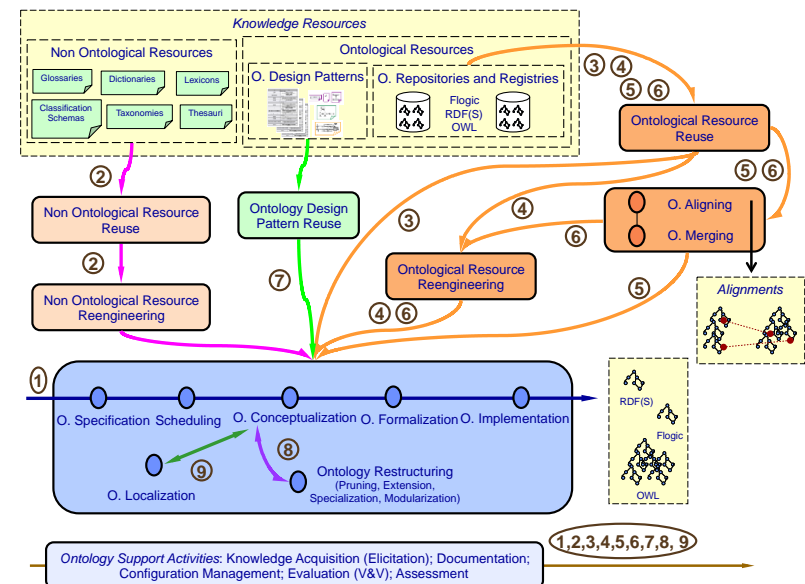 Knowledge Resources
Non Ontological Resources
Glossaries
Dictionaries
Lexicons
Classification
Schemas
Taxonomies
Thesauri
Ontological Resources
O. Design Patterns
O. Repositories and Registries
Flogic
RDF(S)
OWL
3 4
5 6
Ontological Resource
Reuse
5 6
2
Non Ontological Resource
Reuse
2
Non Ontological Resource
Reengineering
Ontology Design
Pattern Reuse
7
3
4
6
O. Aligning
O. Merging
Ontological Resource
Reengineering
4 6
5
Alignments
1
O. Specification
Scheduling
O. Conceptualization
O. Formalization
O. Implementation
9
8
O. Localization
Ontology Restructuring
(Pruning, Extension,
Specialization, Modularization)
RDF(S)
Flogic
OWL
1,2,3,4,5,6,7,8, 9
Ontology Support Activities: Knowledge Acquisition (Elicitation); Documentation;
Configuration Management; Evaluation (V&V); Assessment